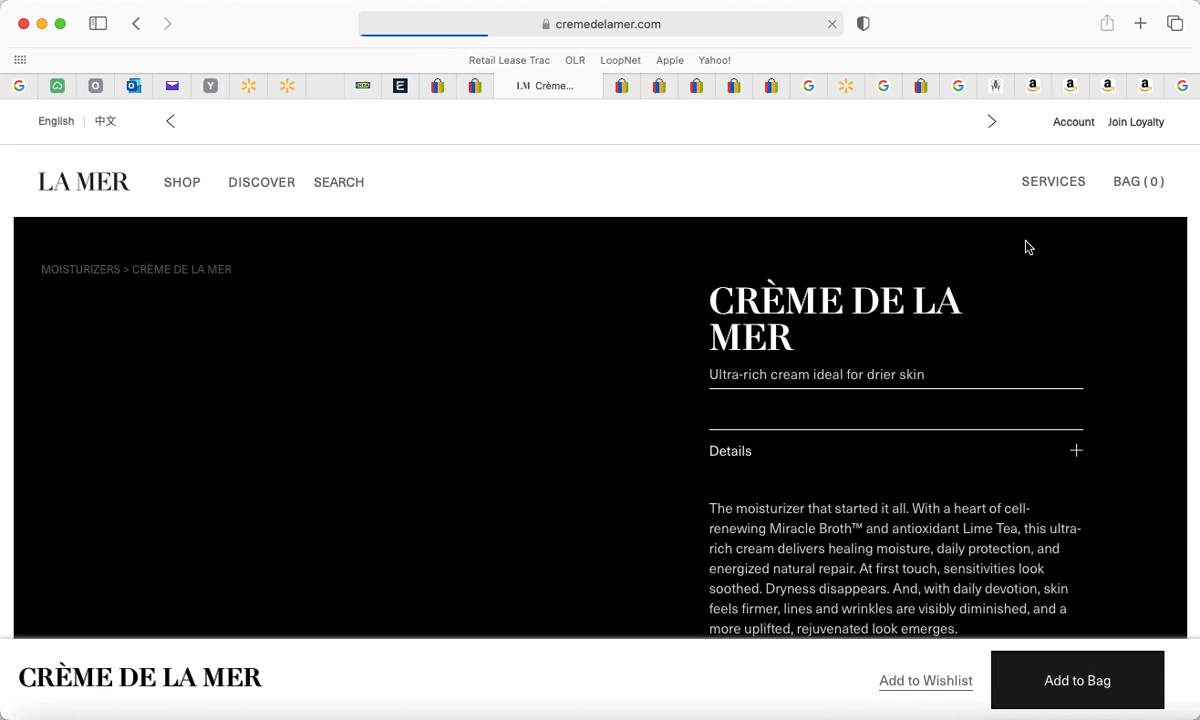 cremedelamer.com
Retail Lease Trac OLR LoopNet Apple Yahoo!
LM Crème...
English 中文 Account Join Loyalty
LA MER SHOP DISCOVER SEARCH SERVICES BAG ( 0 )
MOISTURIZERS > CRÈME DE LA MER
CRÈME DE LA
MER
Ultra-rich cream ideal for drier skin
Details
The moisturizer that started it all. With a heart of cell-
renewing Miracle Broth™ and antioxidant Lime Tea, this ultra-
rich cream delivers healing moisture, daily protection, and
energized natural repair. At first touch, sensitivities look
soothed. Dryness disappears. And, with daily devotion, skin
feels firmer, lines and wrinkles are visibly diminished, and a
more uplifted, rejuvenated look emerges.
CRÈME DE LA MER Add to Wishlist Add to Bag